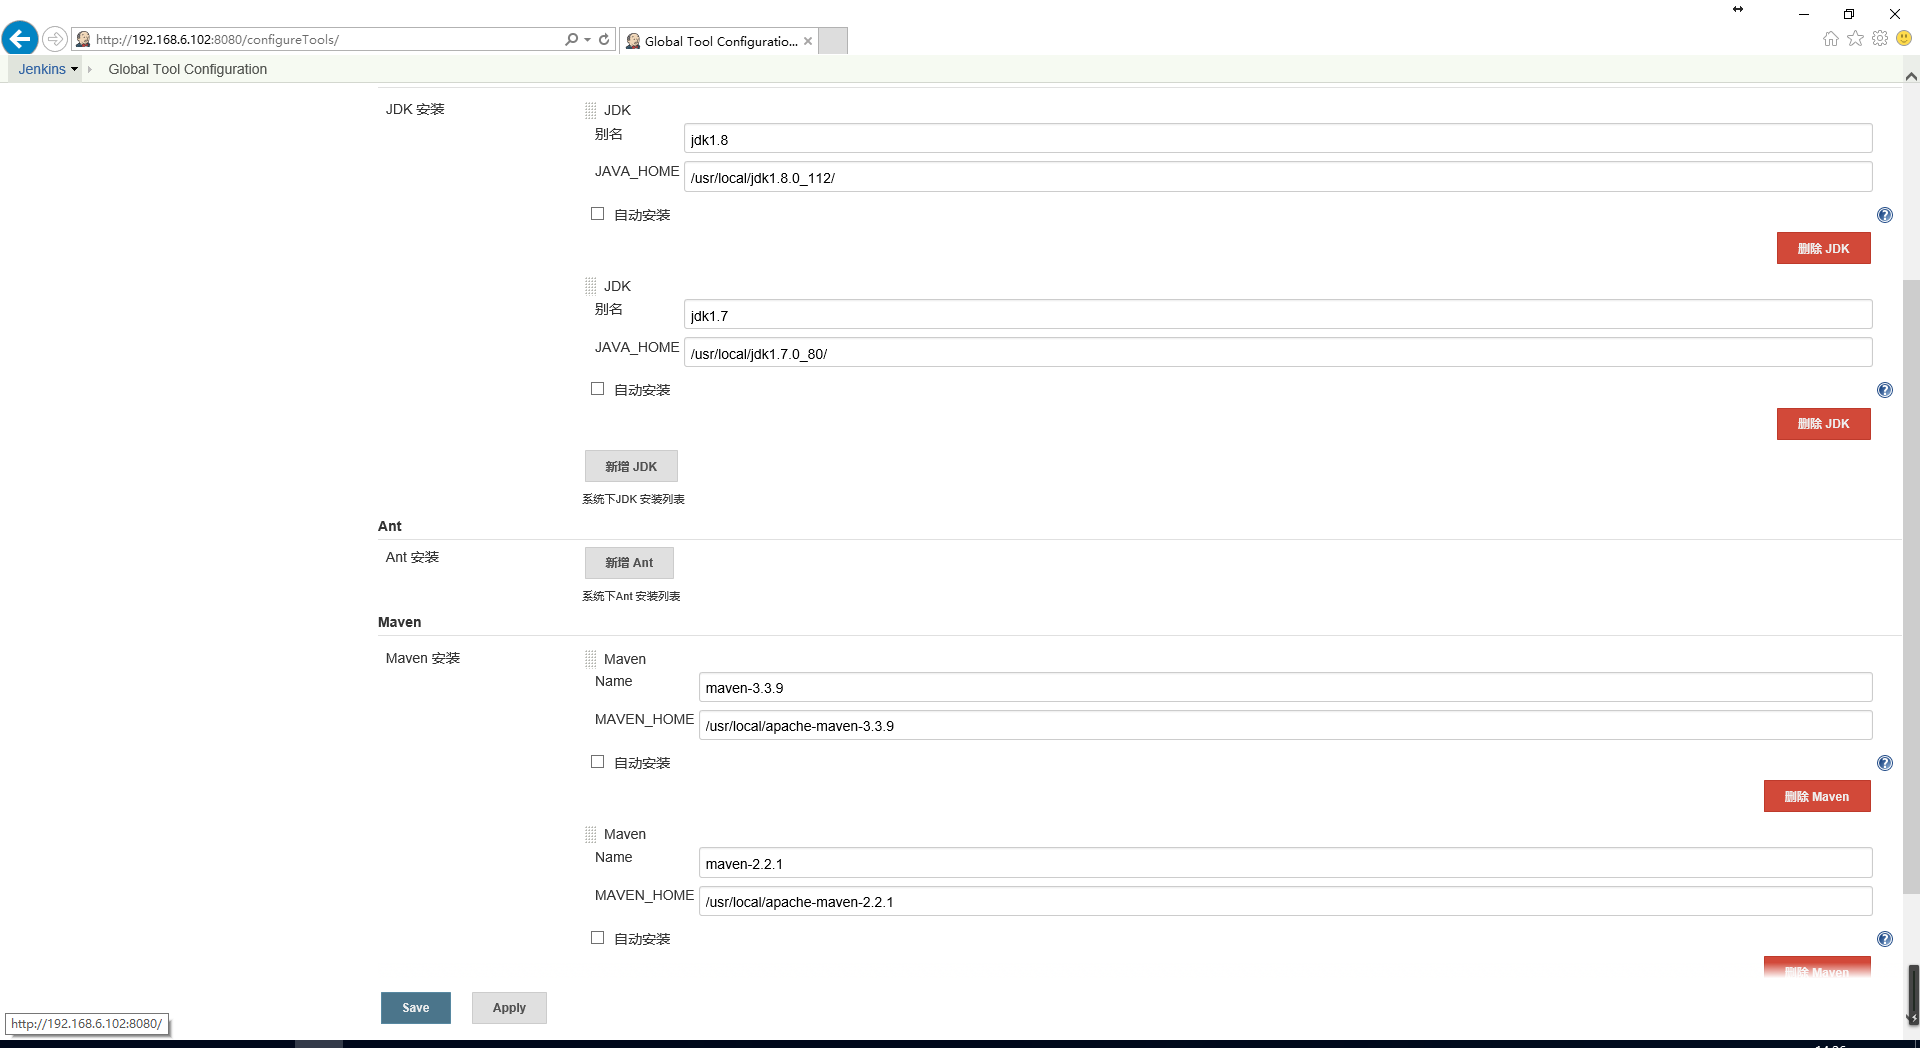 http://192.168.6.102:8080/configureTools/
Global Tool Configuratio...
Jenkins
Global Tool Configuration
JDK 安装
JDK
别名
jdk1.8
JAVA_HOME
/usr/local/jdk1.8.0_112/
自动安装
删除 JDK
JDK
别名
jdk1.7
JAVA_HOME
/usr/local/jdk1.7.0_80/
自动安装
删除 JDK
新增 JDK
系统下JDK 安装列表
Ant
Ant 安装
新增 Ant
系统下Ant 安装列表
Maven
Maven 安装
Maven
Name
maven-3.3.9
MAVEN_HOME
/usr/local/apache-maven-3.3.9
自动安装
删除 Maven
Maven
Name
maven-2.2.1
MAVEN_HOME
/usr/local/apache-maven-2.2.1
自动安装
删除 Maven
Save
Apply
http://192.168.6.102:8080/